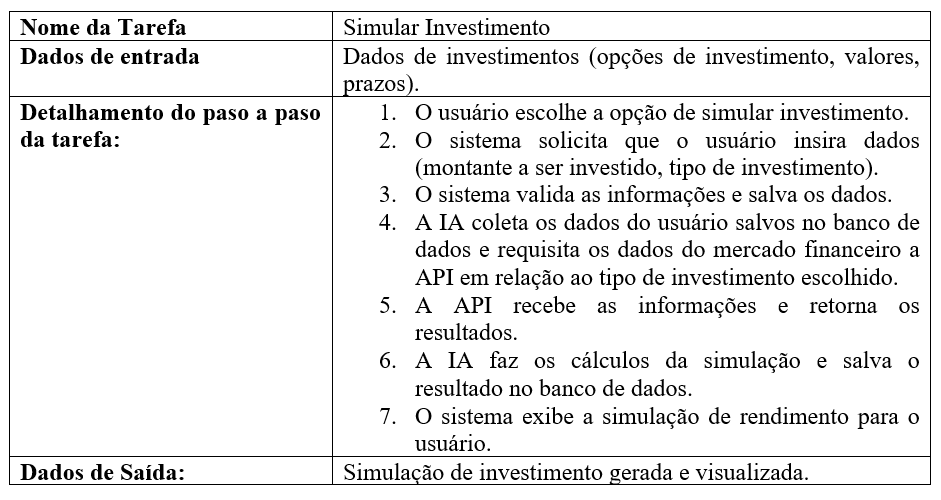 Nome da Tarefa
Simular Investimento
Dados de entrada
Dados de investimentos (opções de investimento, valores,
prazos).
Detalhamento do paso a paso
da tarefa:
1. O usuário escolhe a opção de simular investimento.
2. O sistema solicita que o usuário insira dados
(montante a ser investido, tipo de investimento).
3. O sistema valida as informações e salva os dados.
4. A IA coleta os dados do usuário salvos no banco de
dados e requisita os dados do mercado financeiro a
API em relação ao tipo de investimento escolhido.
5. A API recebe as informações e retorna os
resultados.
6. A IA faz os cálculos da simulação e salva o
resultado no banco de dados.
7. O sistema exibe a simulação de rendimento para o
usuário.
Dados de Saída:
Simulação de investimento gerada e visualizada.